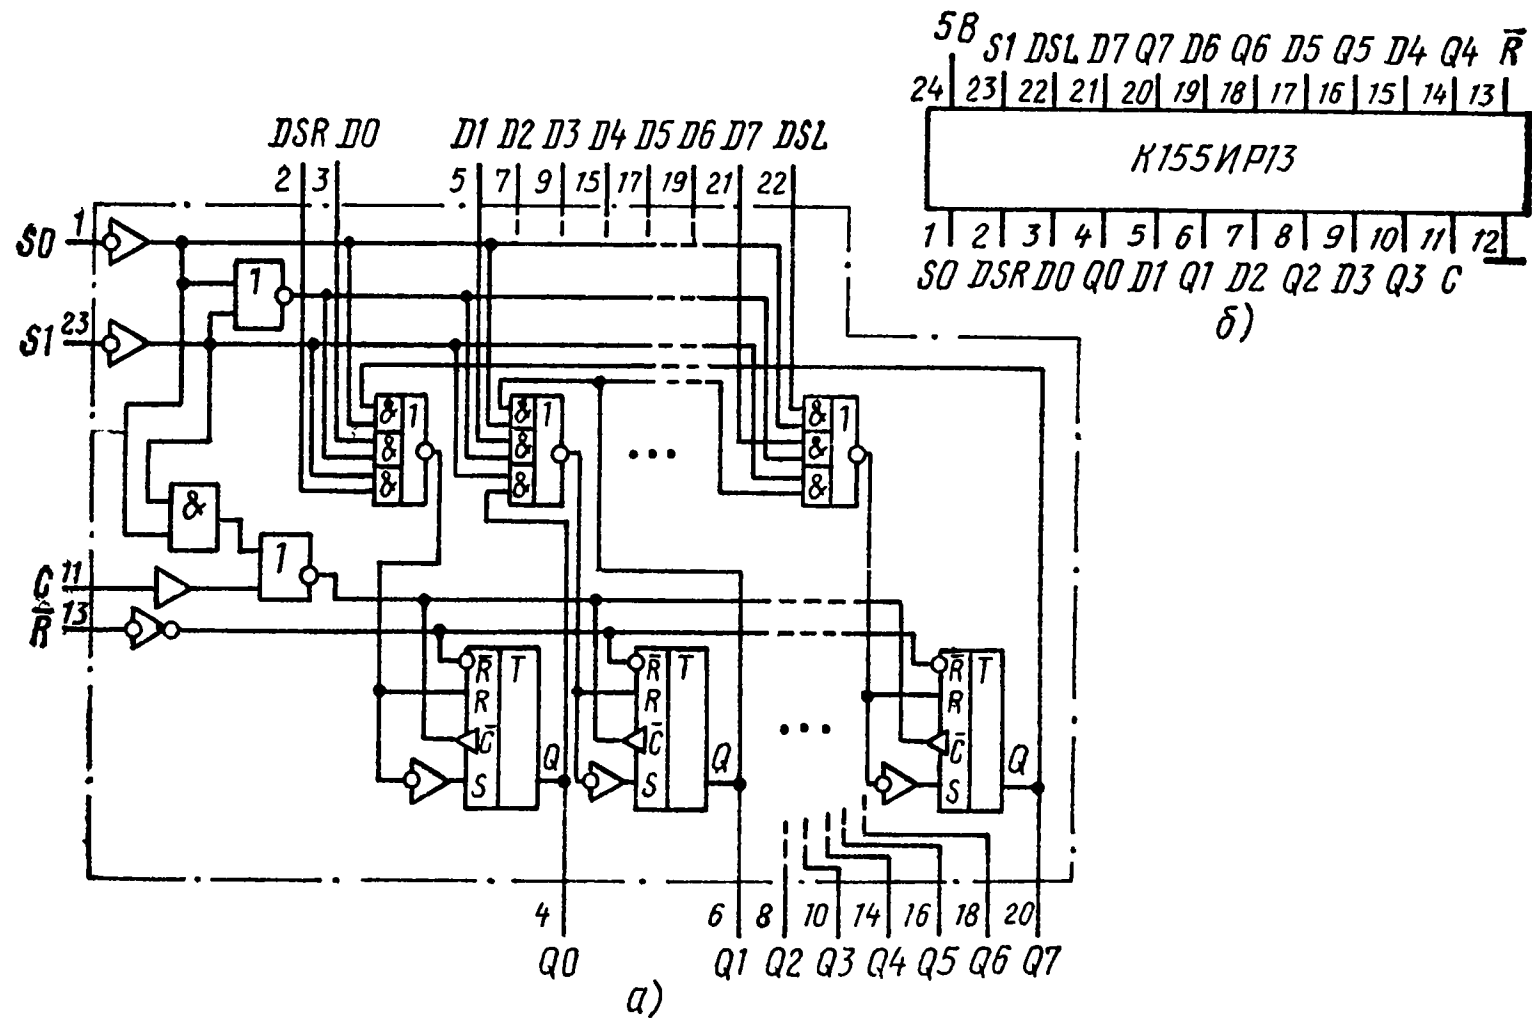 5В
S1 DSL D7 Q7 D6 Q6 D5 Q5 D4 Q4 R̅
24 23 22 21 20 19 18 17 16 15 14 13
К155ИР13
1 2 3 4 5 6 7 8 9 10 11 12
S0 DSR D0 Q0 D1 Q1 D2 Q2 D3 Q3 C
б)
DSR D0 D1 D2 D3 D4 D5 D6 D7 DSL
2 3 5 7 9 15 17 19 21 22
S0 1
1
S1 23
& 1 & 1 & 1
& & &
& & &
&
1
C 11
R̅ 13
R̅ T R̅ T R̅ T
R R R
C̅ C̅ C̅
Q Q Q
S S S
4 6 8 10 14 16 18 20
Q0 Q1 Q2 Q3 Q4 Q5 Q6 Q7
а)